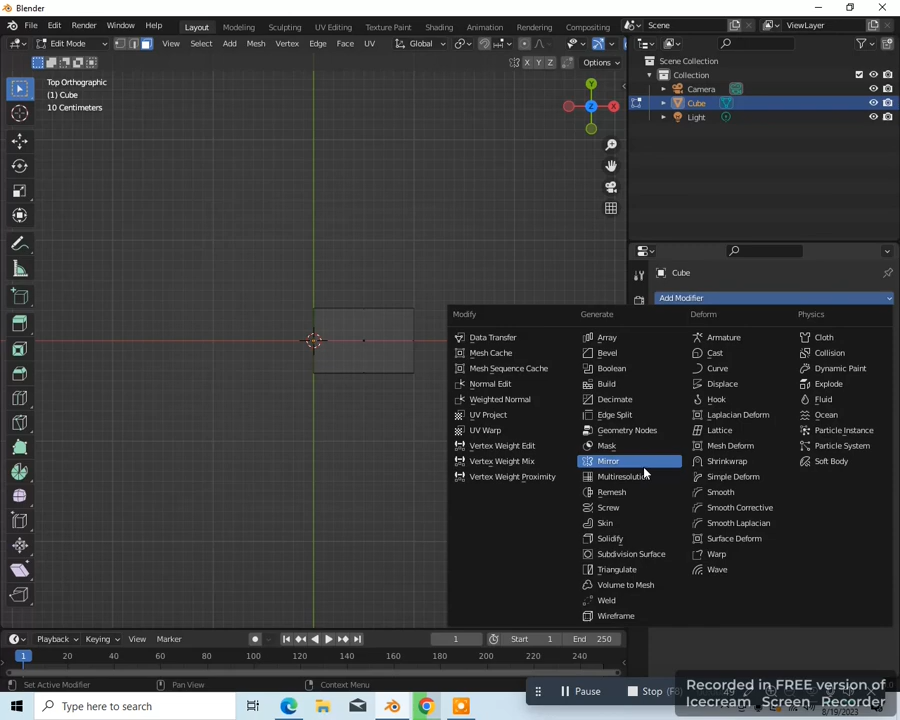 Blender
File Edit Render Window Help Layout Modeling Sculpting UV Editing Texture Paint Shading Animation Rendering Compositing Scene ViewLayer
Edit Mode View Select Add Mesh Vertex Edge Face UV Global
X Y Z Options
Top Orthographic
(1) Cube
10 Centimeters
Y
Z X
Scene Collection
Collection
Camera
Cube
Light
Cube
Add Modifier
Modify
Data Transfer
Mesh Cache
Mesh Sequence Cache
Normal Edit
Weighted Normal
UV Project
UV Warp
Vertex Weight Edit
Vertex Weight Mix
Vertex Weight Proximity
Generate
Array
Bevel
Boolean
Build
Decimate
Edge Split
Geometry Nodes
Mask
Mirror
Multiresolution
Remesh
Screw
Skin
Solidify
Subdivision Surface
Triangulate
Volume to Mesh
Weld
Wireframe
Deform
Armature
Cast
Curve
Displace
Hook
Laplacian Deform
Lattice
Mesh Deform
Shrinkwrap
Simple Deform
Smooth
Smooth Corrective
Smooth Laplacian
Surface Deform
Warp
Wave
Physics
Cloth
Collision
Dynamic Paint
Explode
Fluid
Ocean
Particle Instance
Particle System
Soft Body
Playback Keying View Marker 1 Start 1 End 250
1 20 40 60 80 100 120 140 160 180 200 220 240
Set Active Modifier Pan View Context Menu
Type here to search
Pause Stop (F8)
Recorded in FREE version of
Icecream Screen Recorder
8/19/2023